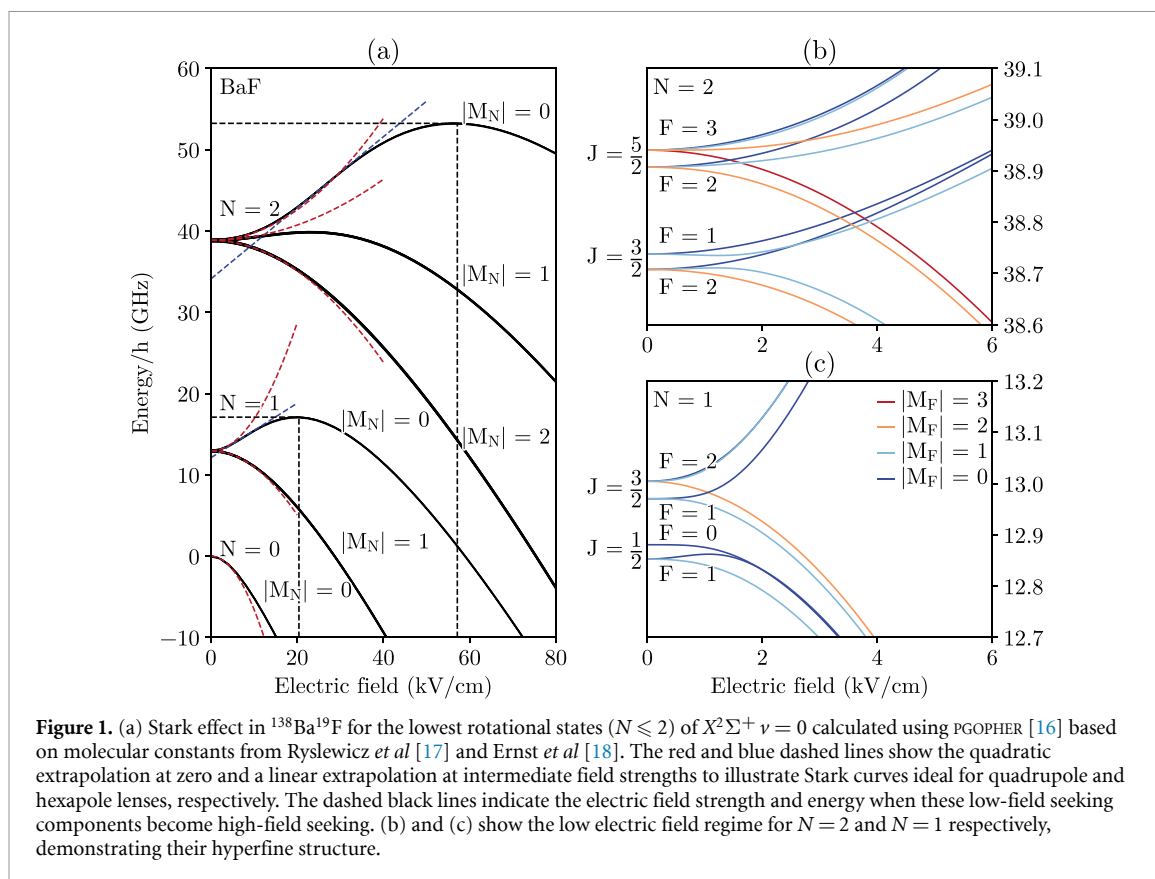 (a)
60
50
40
30
20
10
0
−10
Energy/h (GHz)
BaF
|M_N| = 0
N = 2
|M_N| = 1
N = 1
|M_N| = 0
|M_N| = 2
|M_N| = 1
N = 0
|M_N| = 0
0 20 40 60 80
Electric field (kV/cm)
(b)
N = 2
F = 3
J = 5/2
F = 2
F = 1
J = 3/2
F = 2
39.1
39.0
38.9
38.8
38.7
38.6
0 2 4 6
(c)
N = 1
|M_F| = 3
|M_F| = 2
|M_F| = 1
|M_F| = 0
F = 2
J = 3/2
F = 1
F = 0
J = 1/2
F = 1
13.2
13.1
13.0
12.9
12.8
12.7
0 2 4 6
Electric field (kV/cm)
Figure 1. (a) Stark effect in ¹³⁸Ba¹⁹F for the lowest rotational states (N ⩽ 2) of X²Σ⁺ ν = 0 calculated using PGOPHER [16] based
on molecular constants from Ryslewicz et al [17] and Ernst et al [18]. The red and blue dashed lines show the quadratic
extrapolation at zero and a linear extrapolation at intermediate field strengths to illustrate Stark curves ideal for quadrupole and
hexapole lenses, respectively. The dashed black lines indicate the electric field strength and energy when these low-field seeking
components become high-field seeking. (b) and (c) show the low electric field regime for N = 2 and N = 1 respectively,
demonstrating their hyperfine structure.